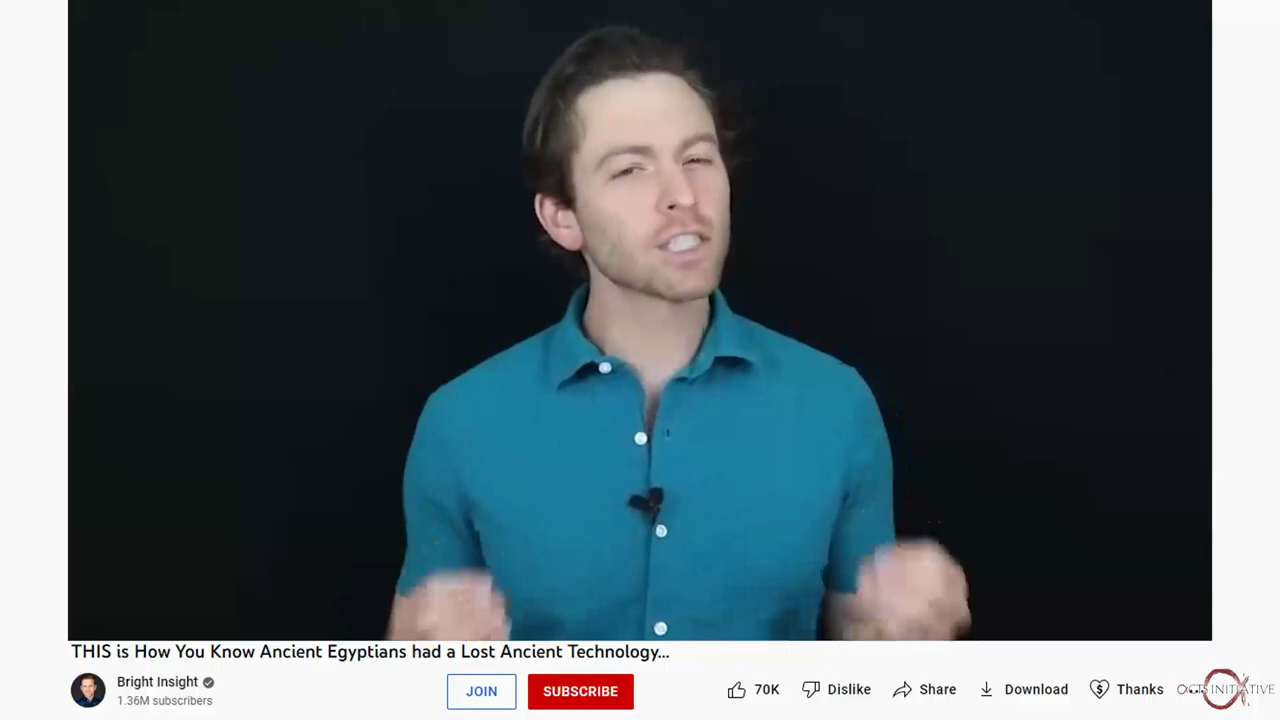 THIS is How You Know Ancient Egyptians had a Lost Ancient Technology...
Bright Insight
1.36M subscribers
JOIN
SUBSCRIBE
70K
Dislike
Share
Download
Thanks
INITIATIVE